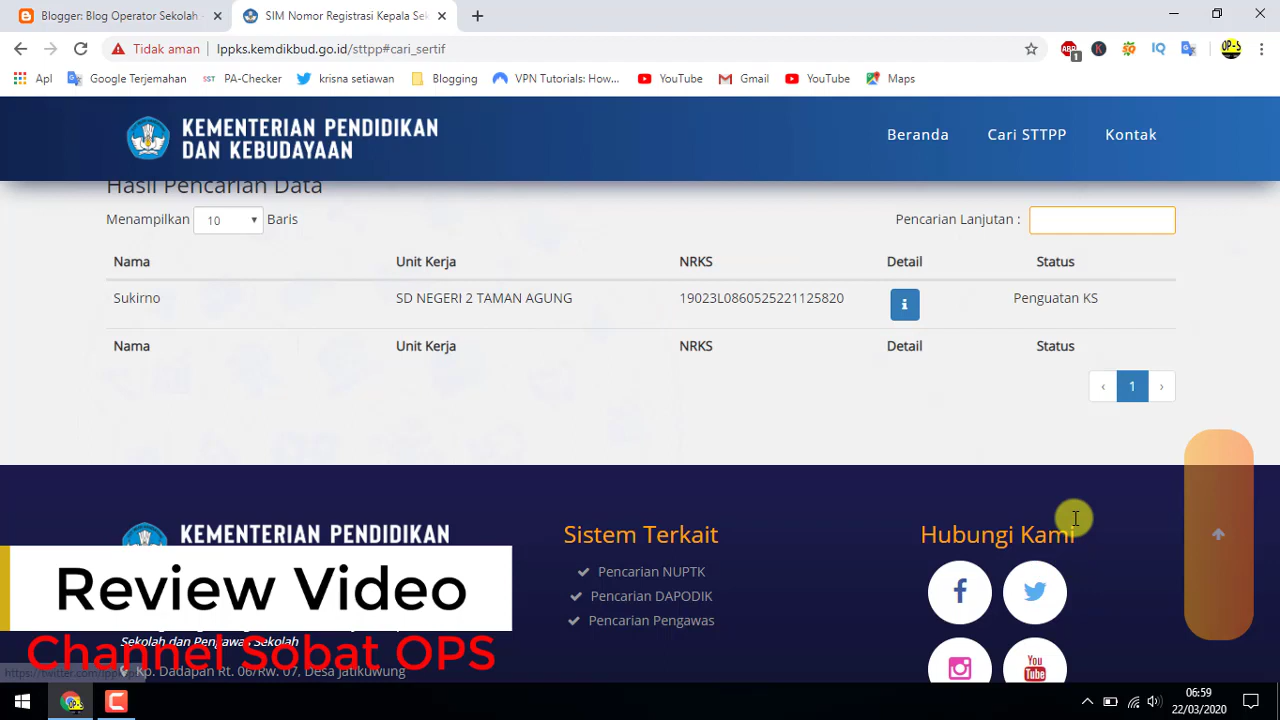 Blogger: Blog Operator Sekolah
SIM Nomor Registrasi Kepala Sek
Tidak aman
lppks.kemdikbud.go.id/sttpp#cari_sertif
Apl
Google Terjemahan
PA-Checker
krisna setiawan
Blogging
VPN Tutorials: How...
YouTube
Gmail
YouTube
Maps
KEMENTERIAN PENDIDIKAN
DAN KEBUDAYAAN
Beranda
Cari STTPP
Kontak
Hasil Pencarian Data
Menampilkan 10 Baris
Pencarian Lanjutan :
Nama Unit Kerja NRKS Detail Status
Sukirno SD NEGERI 2 TAMAN AGUNG 19023L0860525221125820 Penguatan KS
Nama Unit Kerja NRKS Detail Status
‹ 1 ›
KEMENTERIAN PENDIDIKAN
Sistem Terkait
Pencarian NUPTK
Pencarian DAPODIK
Pencarian Pengawas
Hubungi Kami
You
Tube
Review Video
Sekolah dan Pengawas Sekolah
Channel Sobat OPS
Kp. Dadapan Rt. 06/Rw. 07, Desa Jatikuwung
06:59
22/03/2020